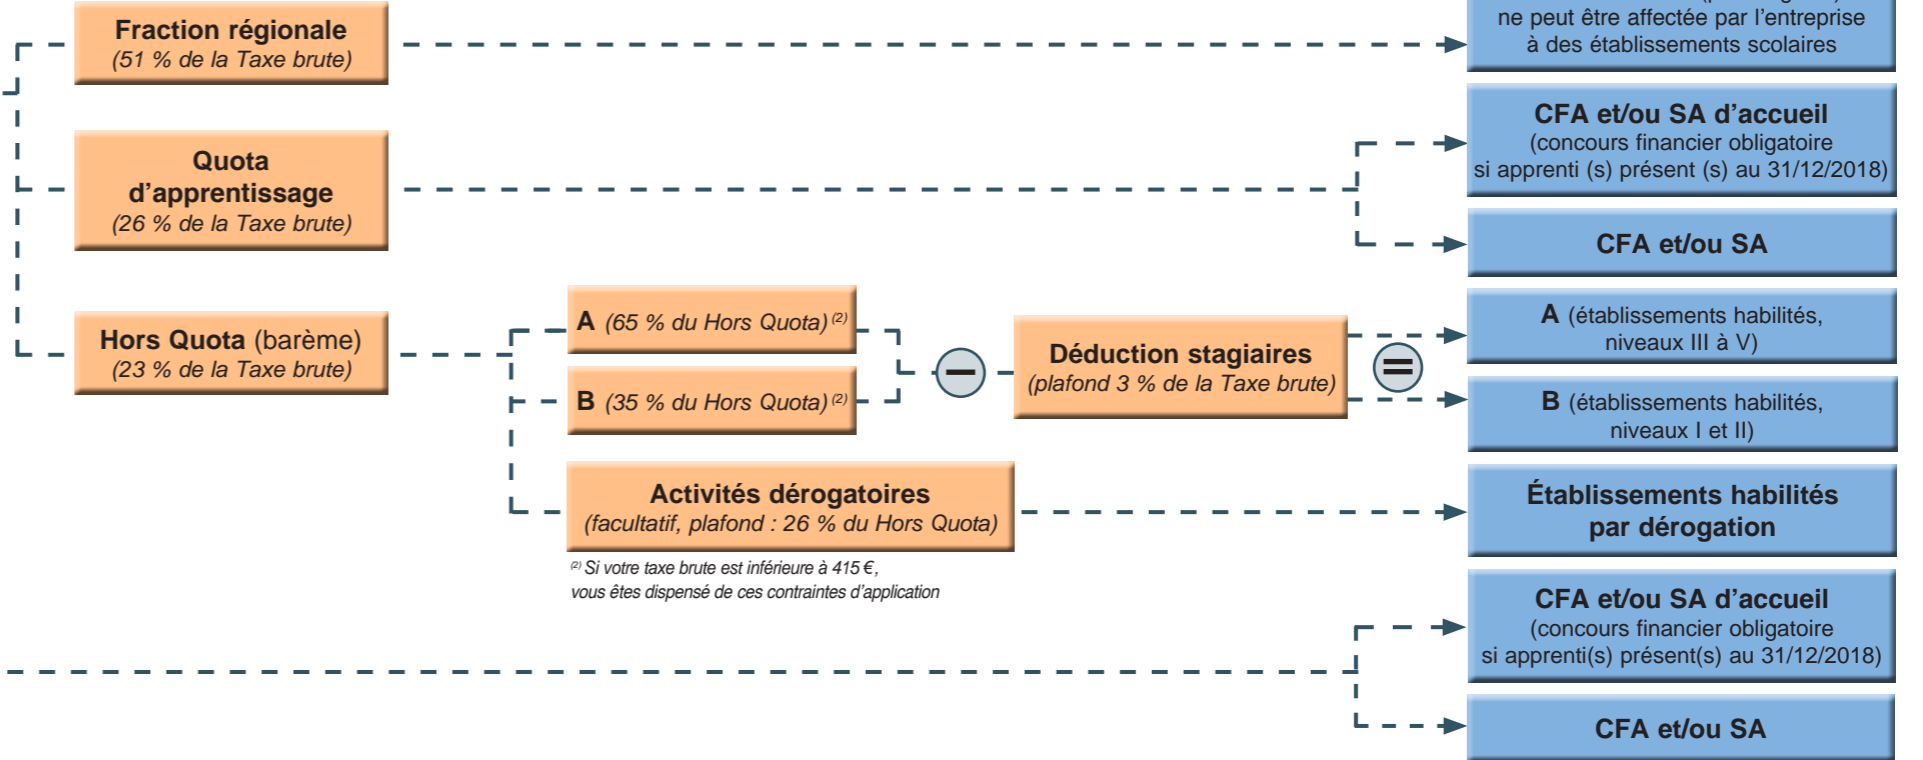 Fraction régionale
(51 % de la Taxe brute)
ne peut être affectée par l'entreprise
à des établissements scolaires
Quota
d'apprentissage
(26 % de la Taxe brute)
CFA et/ou SA d'accueil
(concours financier obligatoire
si apprenti (s) présent (s) au 31/12/2018)
CFA et/ou SA
Hors Quota (barème)
(23 % de la Taxe brute)
A (65 % du Hors Quota) (2)
B (35 % du Hors Quota) (2)
−
Déduction stagiaires
(plafond 3 % de la Taxe brute)
=
A (établissements habilités,
niveaux III à V)
B (établissements habilités,
niveaux I et II)
Activités dérogatoires
(facultatif, plafond : 26 % du Hors Quota)
Établissements habilités
par dérogation
(2) Si votre taxe brute est inférieure à 415 €,
vous êtes dispensé de ces contraintes d'application
CFA et/ou SA d'accueil
(concours financier obligatoire
si apprenti(s) présent(s) au 31/12/2018)
CFA et/ou SA